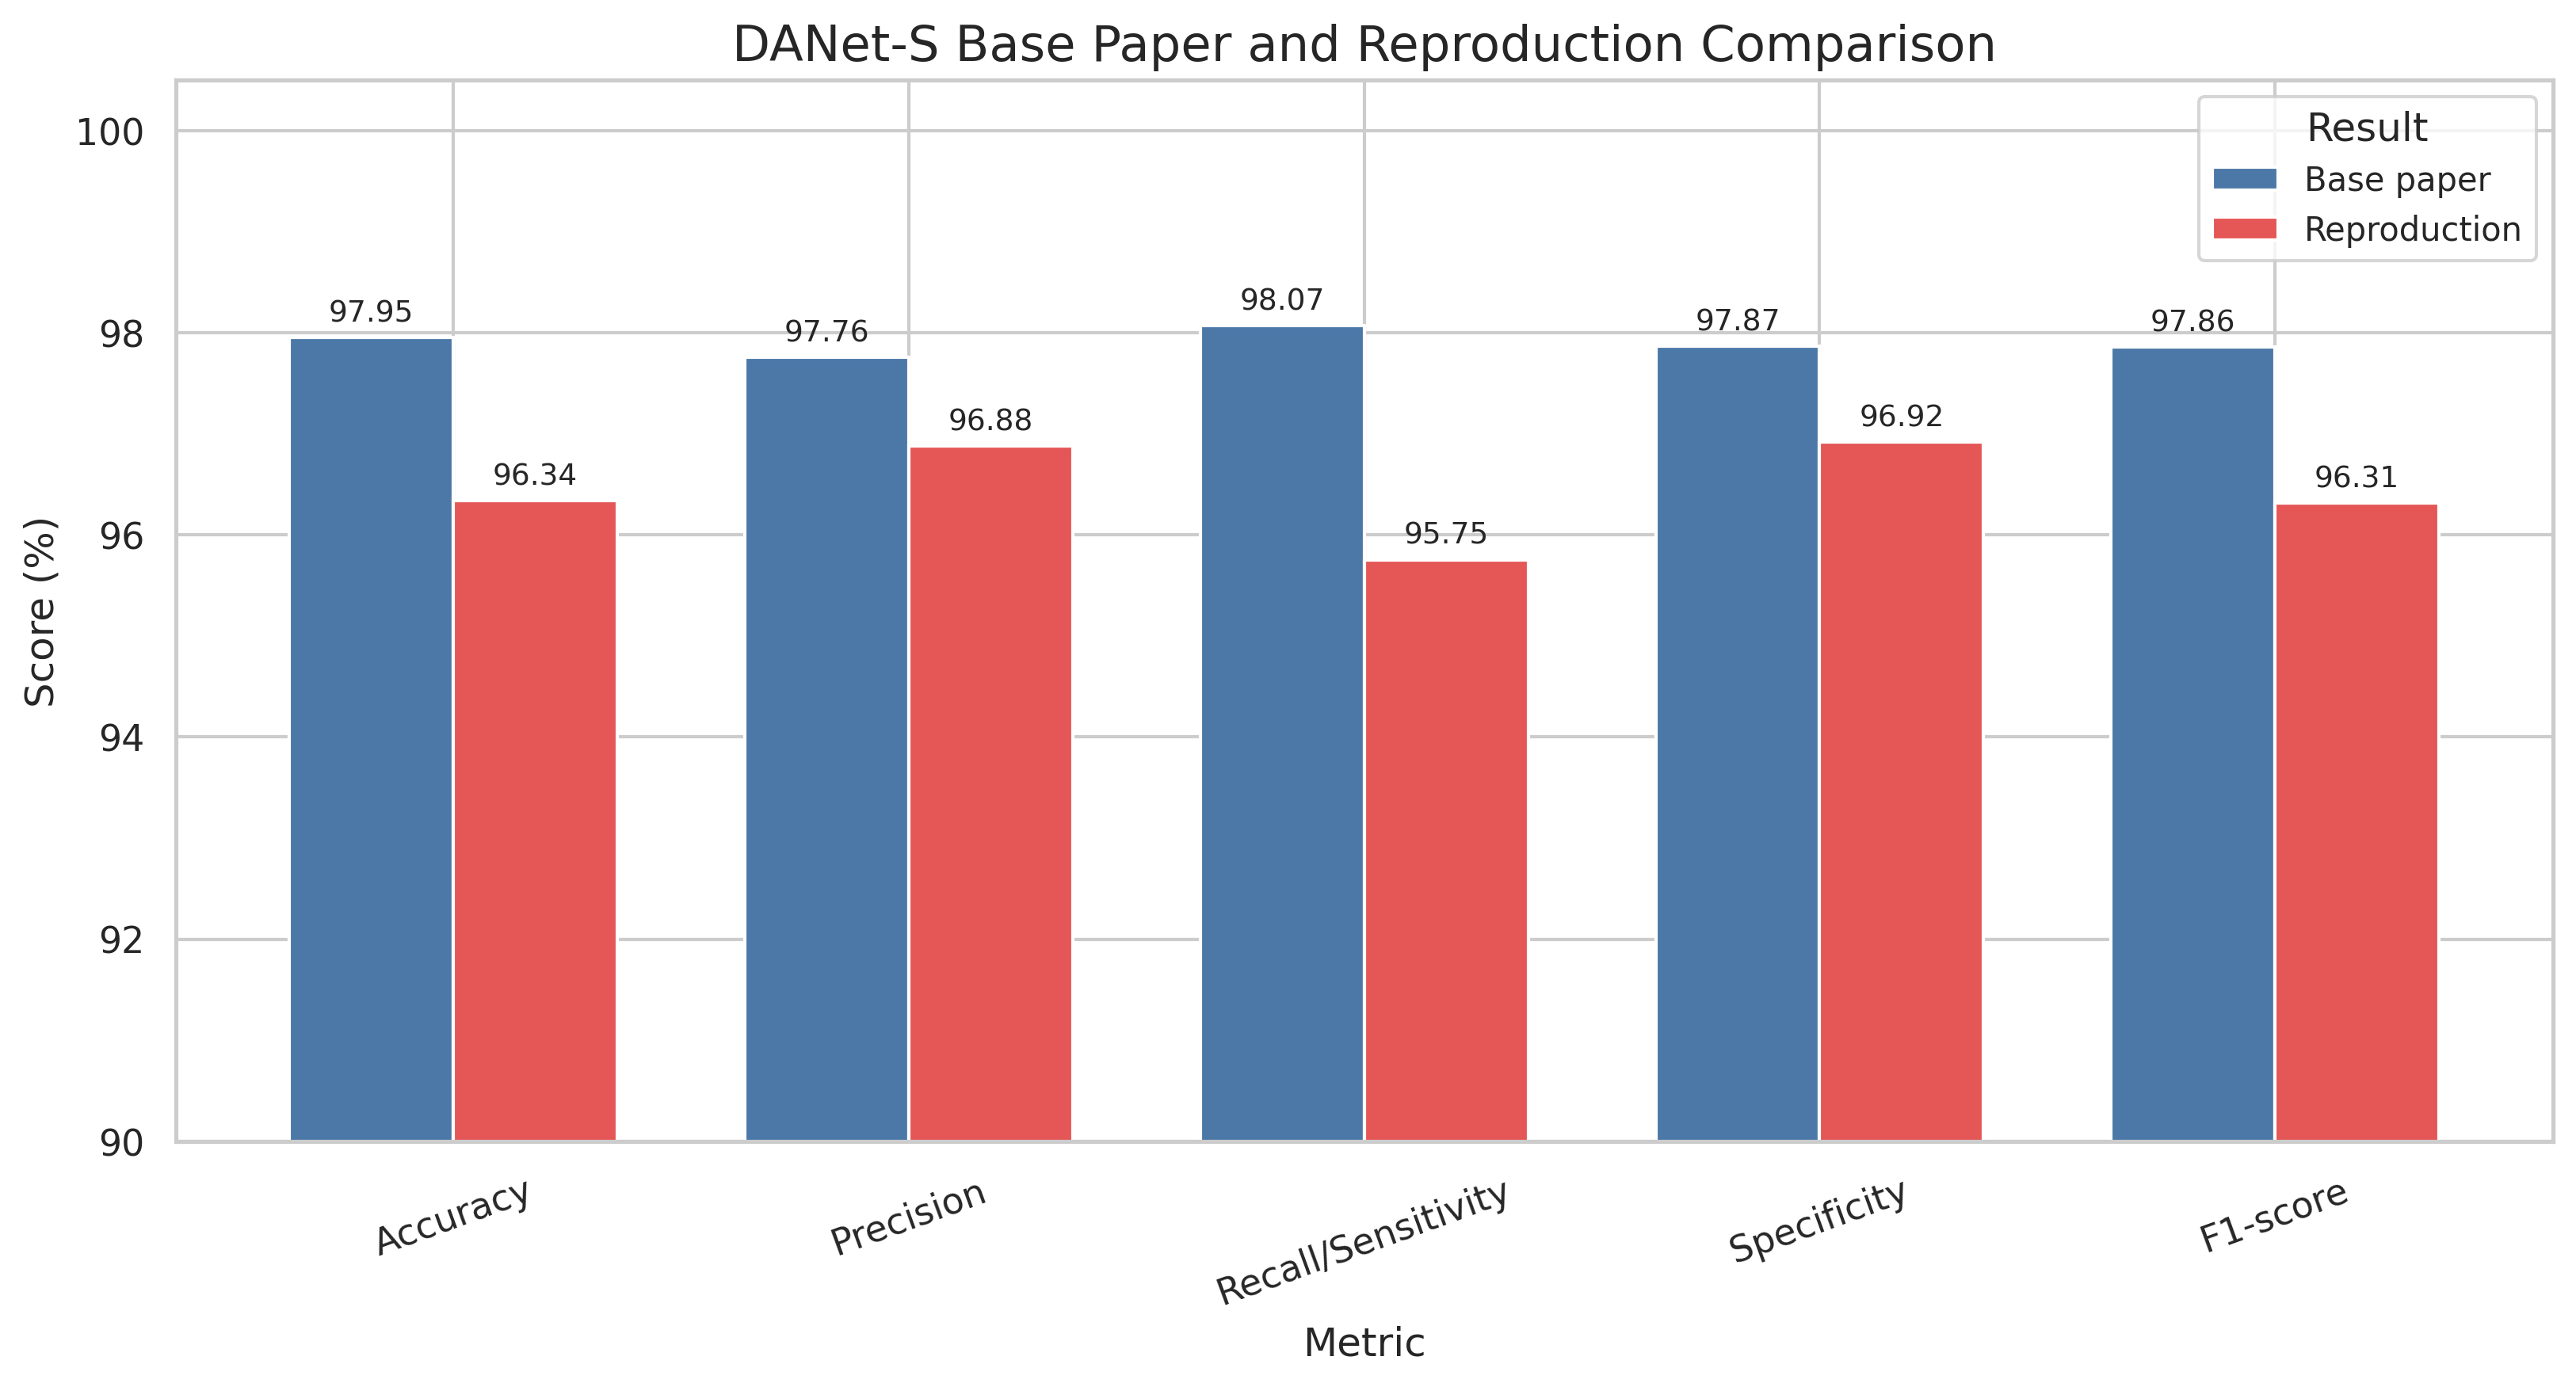 DANet-S Base Paper and Reproduction Comparison
Result
Base paper
Reproduction
Score (%)
100
98
96
94
92
90
97.95
96.34
97.76
96.88
98.07
95.75
97.87
96.92
97.86
96.31
Accuracy
Precision
Recall/Sensitivity
Specificity
F1-score
Metric